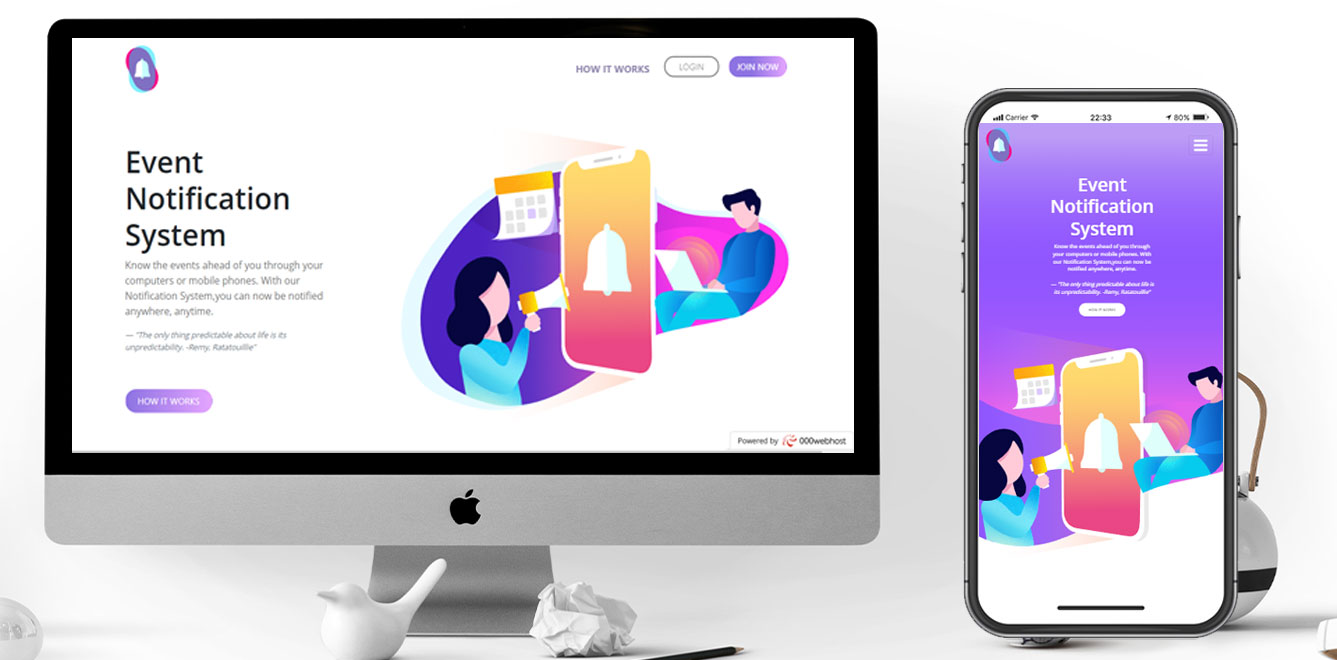 HOW IT WORKS
LOGIN
JOIN NOW
Event
Notification
System
Know the events ahead of you through your
computers or mobile phones. With our
Notification System,you can now be notified
anywhere, anytime.
— "The only thing predictable about life is its
unpredictability. -Remy, Ratatouillie"
HOW IT WORKS
Powered by 000webhost
Carrier 22:33 80%
Event
Notification
System
Know the events ahead of you through
your computers or mobile phones. With
our Notification System,you can now be
notified anywhere, anytime.
— "The only thing predictable about life is
its unpredictability. -Remy, Ratatouillie"
HOW IT WORKS